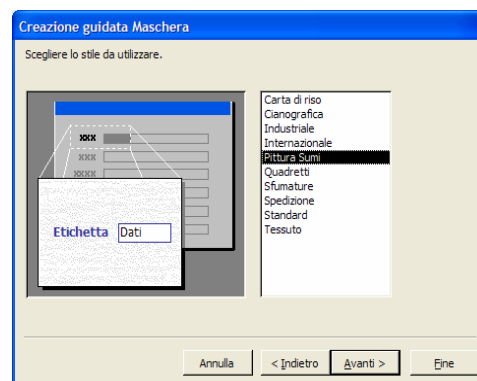 Creazione guidata Maschera
Scegliere lo stile da utilizzare.
XXX
XXX
XXXX
Etichetta Dati
Carta di riso
Cianografica
Industriale
Internazionale
Pittura Sumi
Quadretti
Sfumature
Spedizione
Standard
Tessuto
Annulla
< Indietro
Avanti >
Fine